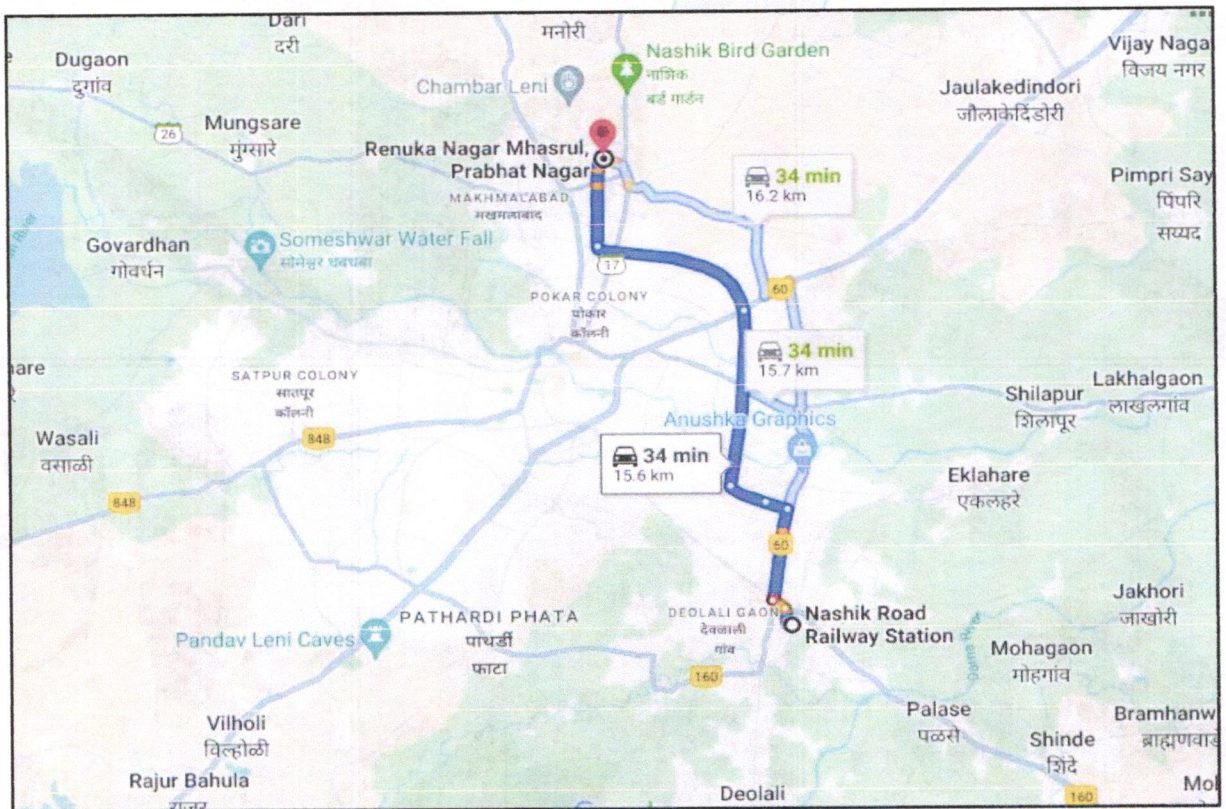 Dari
दरी
मनोरी
Nashik Bird Garden
नाशिक
बर्ड गार्डन
Vijay Naga
विजय नगर
Dugaon
दुगांव
Chambar Leni
Jaulakedindori
जौलाकेदिंडोरी
26
Mungsare
मुंग्सारे
Renuka Nagar Mhasrul,
Prabhat Nagar
34 min
16.2 km
Pimpri Say
पिंपरि
सय्यद
MAKHMALABAD
मखमलाबाद
Govardhan
गोवर्धन
Someshwar Water Fall
सोमेश्वर धबधबा
17
60
POKAR COLONY
पोकार
कॉलनी
34 min
15.7 km
are
SATPUR COLONY
सातपूर
कॉलनी
Shilapur
शिलापूर
Lakhalgaon
लाखलगांव
Anushka Graphics
Wasali
वसाळी
848
34 min
15.6 km
Eklahare
एकलहरे
848
60
Jakhori
जाखोरी
DEOLALI GAON
देवळाली
गांव
Nashik Road
Railway Station
PATHARDI PHATA
पाथर्डी
फाटा
Pandav Leni Caves
Mohagaon
मोहगांव
160
Vilholi
विल्होळी
Palase
पळसे
Shinde
शिंदे
Bramhanw
ब्राह्मणवाड
Rajur Bahula
Deolali
160
Mol